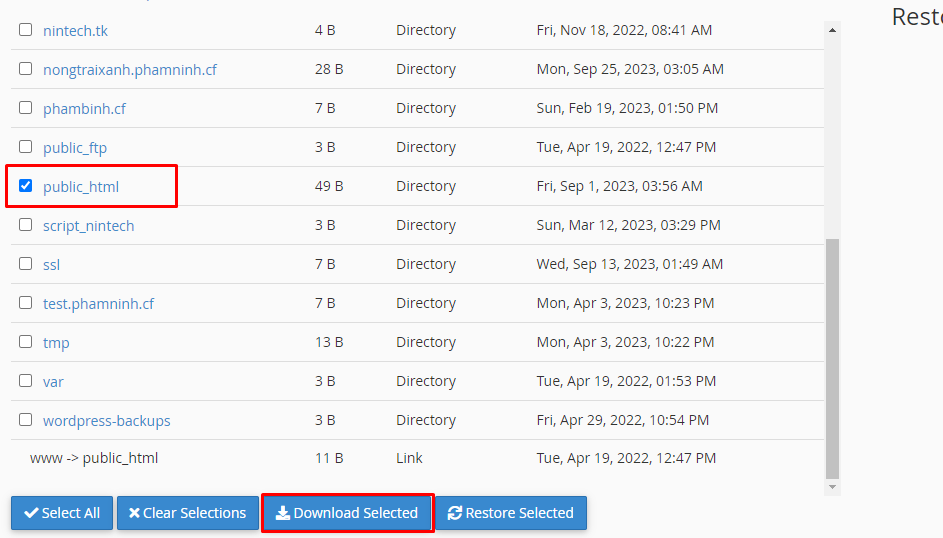 Rest
nintech.tk 4 B Directory Fri, Nov 18, 2022, 08:41 AM
nongtraixanh.phamninh.cf 28 B Directory Mon, Sep 25, 2023, 03:05 AM
phambinh.cf 7 B Directory Sun, Feb 19, 2023, 01:50 PM
public_ftp 3 B Directory Tue, Apr 19, 2022, 12:47 PM
public_html 49 B Directory Fri, Sep 1, 2023, 03:56 AM
script_nintech 3 B Directory Sun, Mar 12, 2023, 03:29 PM
ssl 7 B Directory Wed, Sep 13, 2023, 01:49 AM
test.phamninh.cf 7 B Directory Mon, Apr 3, 2023, 10:23 PM
tmp 13 B Directory Mon, Apr 3, 2023, 10:22 PM
var 3 B Directory Tue, Apr 19, 2022, 01:53 PM
wordpress-backups 3 B Directory Fri, Apr 29, 2022, 10:54 PM
www -> public_html 11 B Link Tue, Apr 19, 2022, 12:47 PM
Select All Clear Selections Download Selected Restore Selected